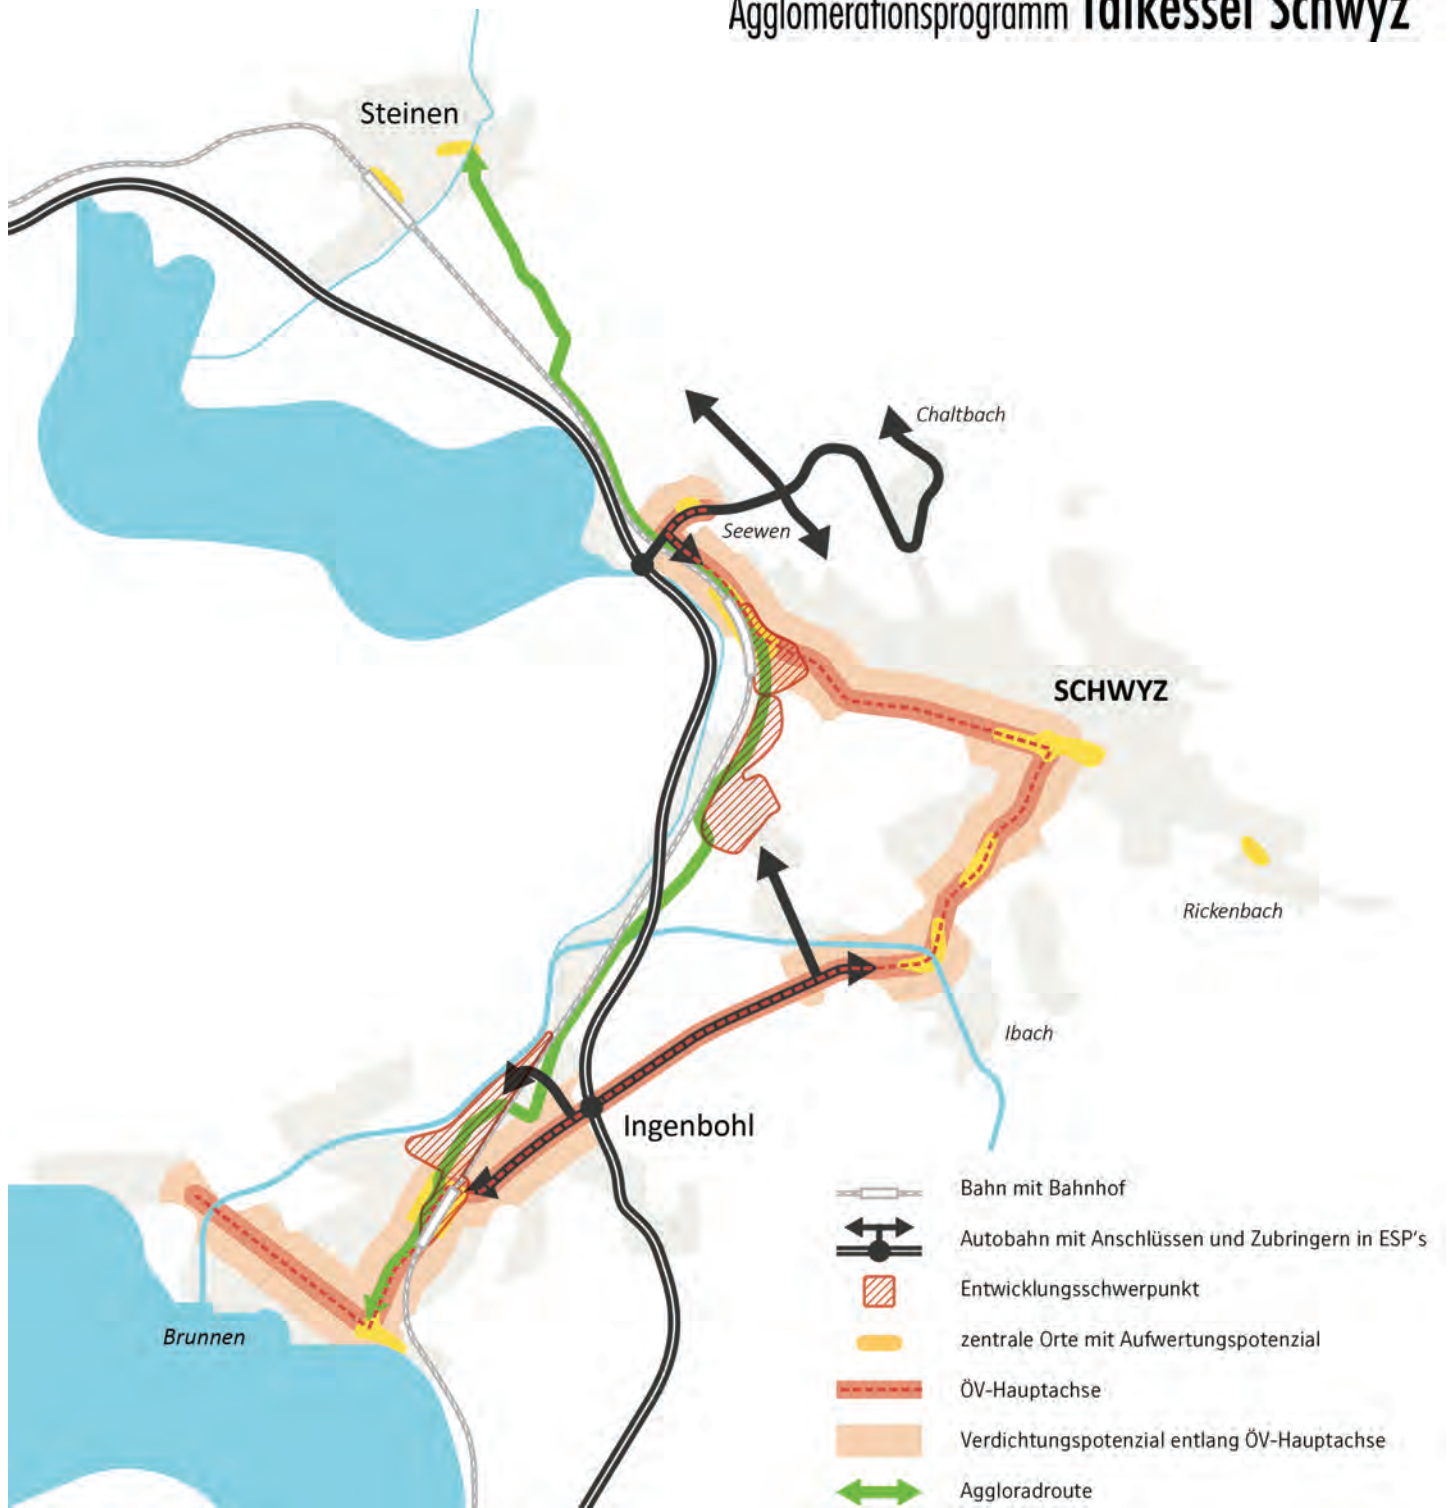 Agglomerationsprogramm Talkessel Schwyz
Steinen
Chaltbach
Seewen
SCHWYZ
Rickenbach
Ibach
Ingenbohl
Brunnen
Bahn mit Bahnhof
Autobahn mit Anschlüssen und Zubringern in ESP's
Entwicklungsschwerpunkt
zentrale Orte mit Aufwertungspotenzial
ÖV-Hauptachse
Verdichtungspotenzial entlang ÖV-Hauptachse
Aggloradroute